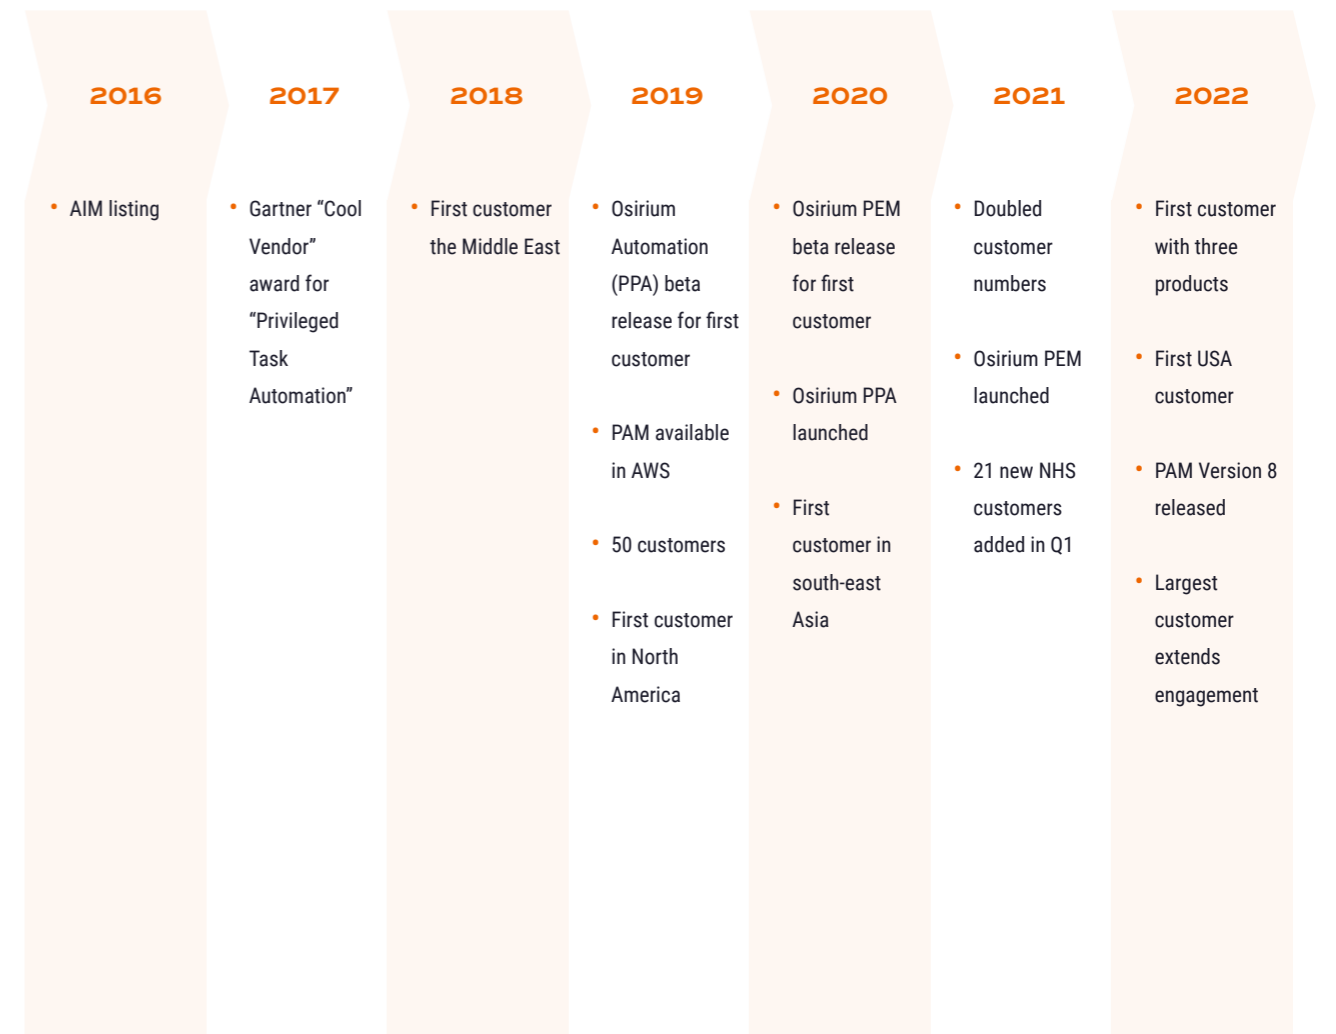 2016
• AIM listing
2017
• Gartner “Cool
Vendor”
award for
“Privileged
Task
Automation”
2018
• First customer
the Middle East
2019
• Osirium
Automation
(PPA) beta
release for first
customer
• PAM available
in AWS
• 50 customers
• First customer
in North
America
2020
• Osirium PEM
beta release
for first
customer
• Osirium PPA
launched
• First
customer in
south-east
Asia
2021
• Doubled
customer
numbers
• Osirium PEM
launched
• 21 new NHS
customers
added in Q1
2022
• First customer
with three
products
• First USA
customer
• PAM Version 8
released
• Largest
customer
extends
engagement